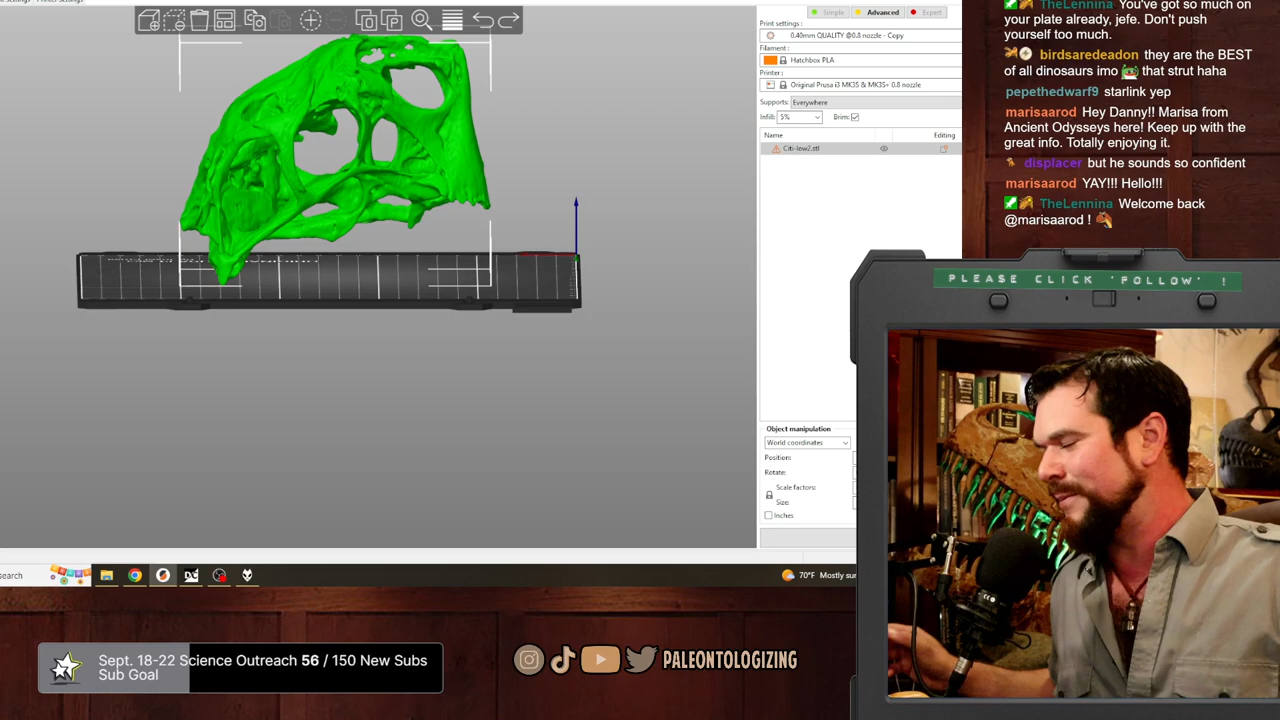 Simple
Advanced
Expert
Print settings :
0.40mm QUALITY @0.8 nozzle - Copy
Filament :
Hatchbox PLA
Printer :
Original Prusa i3 MK3S & MK3S+ 0.8 nozzle
Supports: Everywhere
Infill: 5% Brim:
Name Editing
Citi-low2.stl
Object manipulation
World coordinates
Position:
Rotate:
Scale factors:
Size:
Inches
search
70°F Mostly sur
TheLennina You've got so much on
your plate already, jefe. Don't push
yourself too much.
birdsaredeadon they are the BEST
of all dinosaurs imo that strut haha
pepethedwarf9 starlink yep
marisaarod Hey Danny!! Marisa from
Ancient Odysseys here! Keep up with the
great info. Totally enjoying it.
displacer but he sounds so confident
marisaarod YAY!!! Hello!!!
TheLennina Welcome back
@marisaarod !
PLEASE CLICK 'FOLLOW' !
Sept. 18-22 Science Outreach 56 / 150 New Subs
Sub Goal
PALEONTOLOGIZING